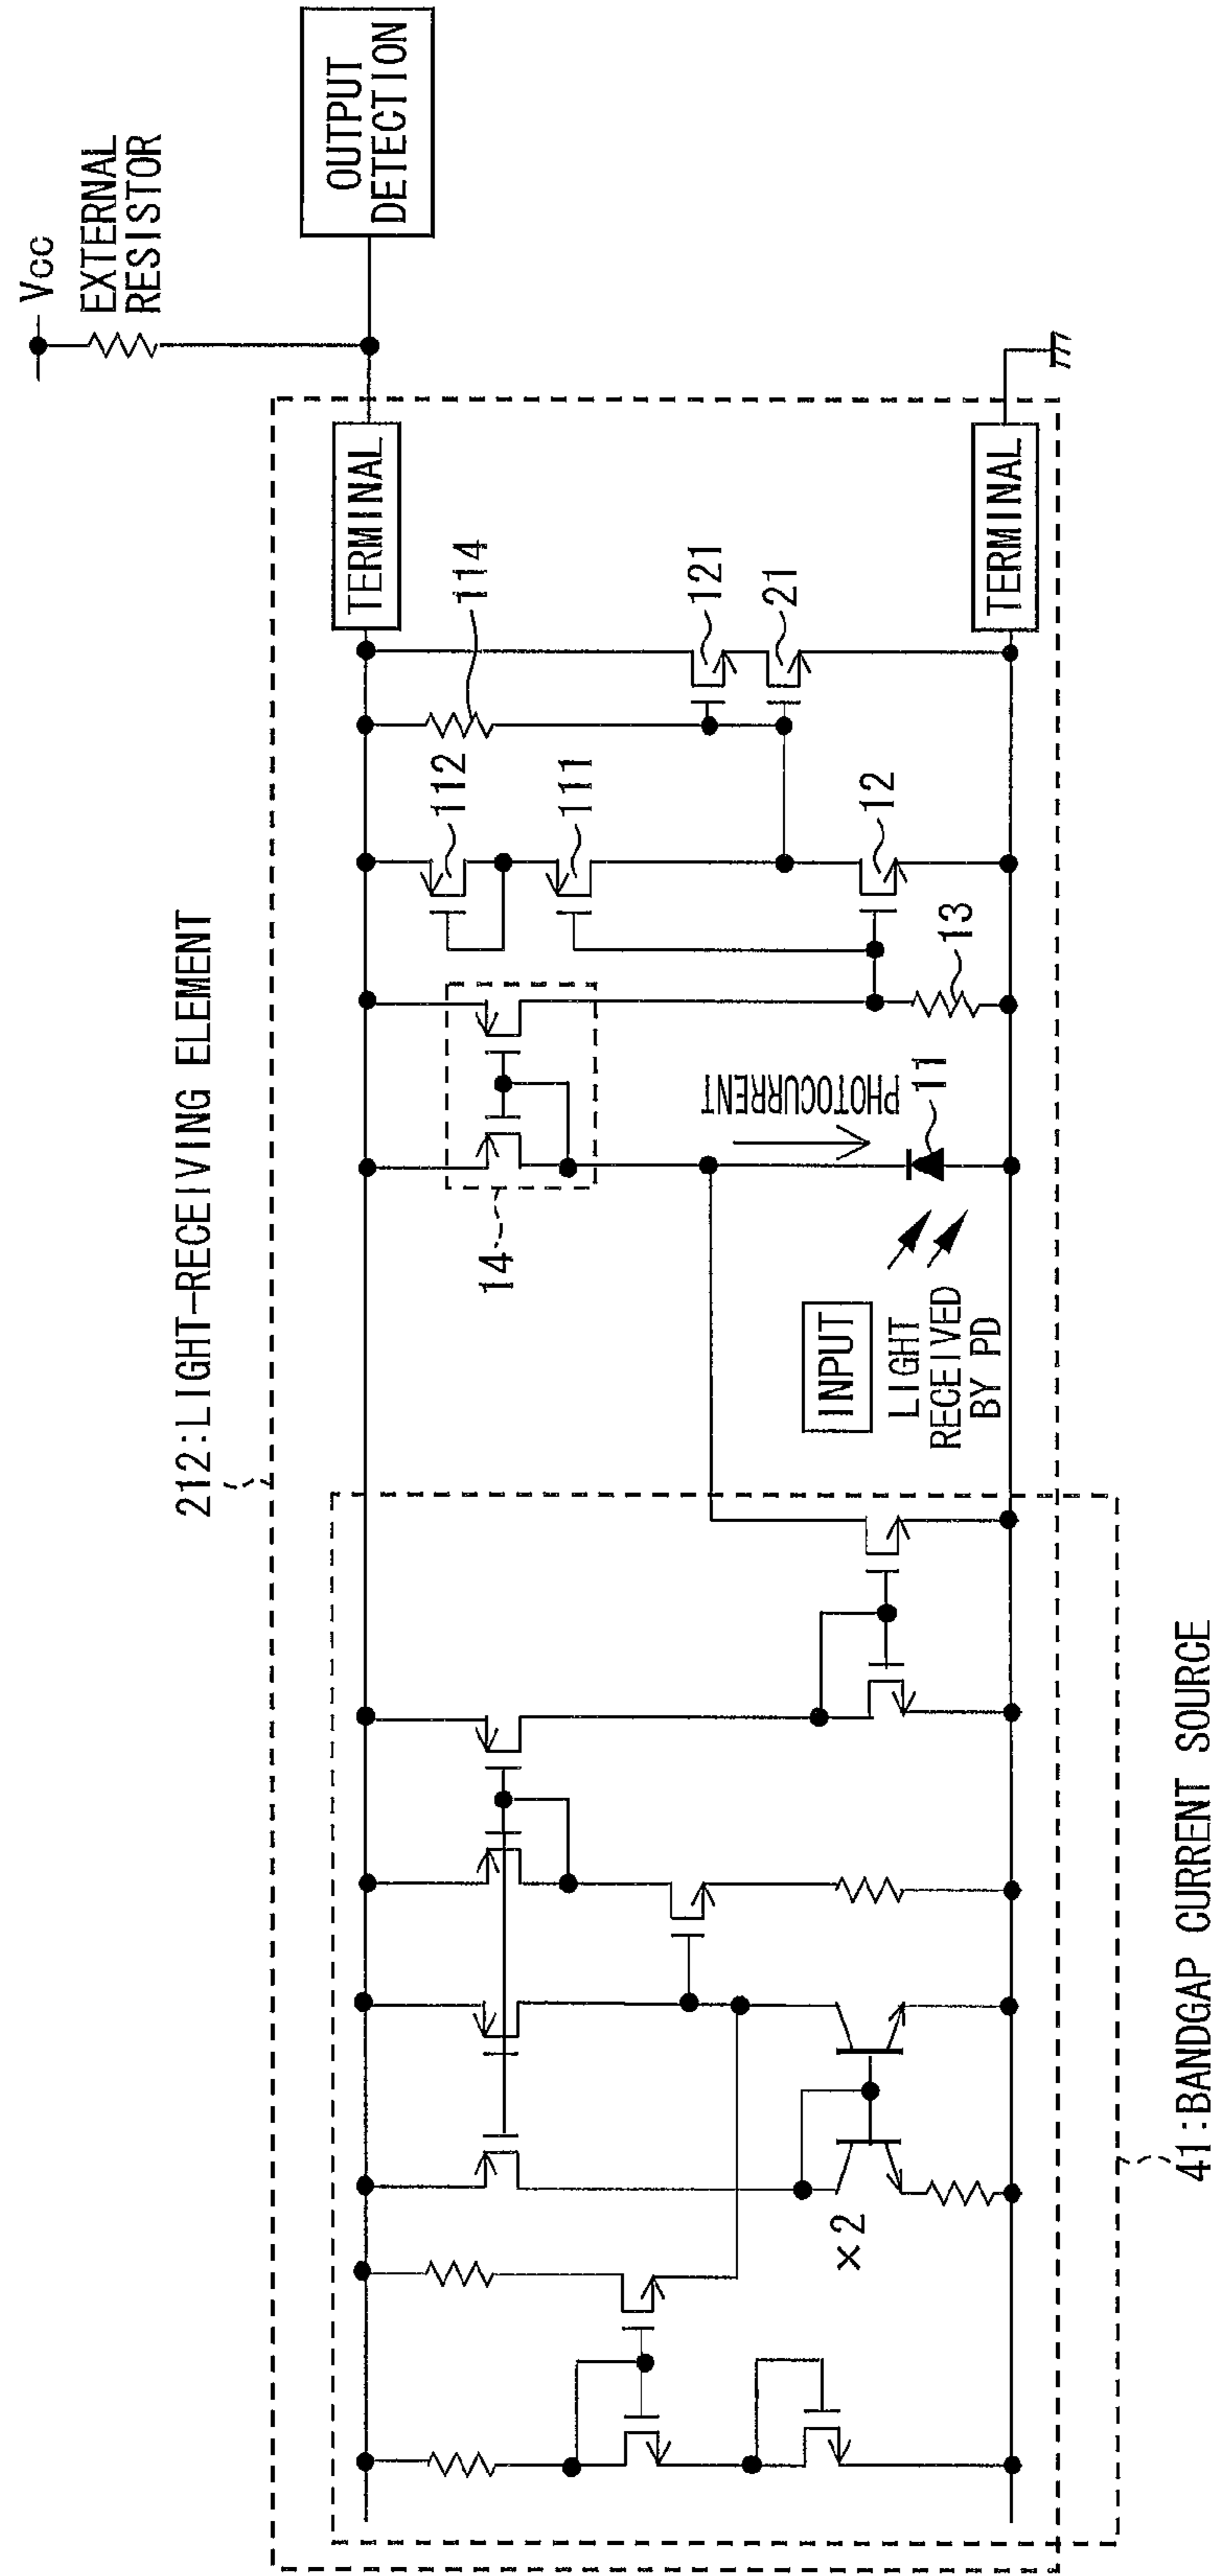 212:LIGHT-RECEIVING ELEMENT
Vcc
EXTERNAL
RESISTOR
OUTPUT
DETECTION
TERMINAL
114
112
121
111
21
14
12
13
PHOTOCURRENT
11
INPUT
LIGHT
RECEIVED
BY PD
TERMINAL
×2
41:BANDGAP CURRENT SOURCE